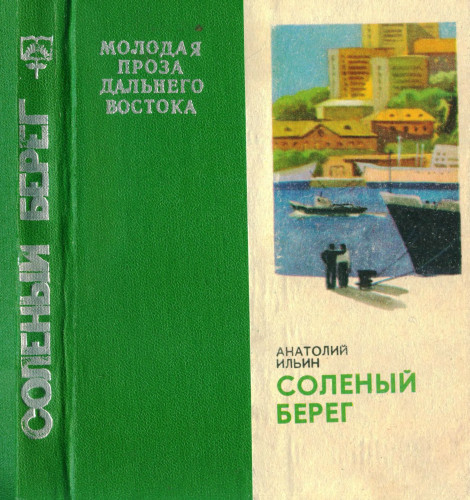 СОЛЕНЫЙ БЕРЕГ
МОЛОДАЯ
ПРОЗА
ДАЛЬНЕГО
ВОСТОКА
АНАТОЛИЙ
ИЛЬИН
СОЛЕНЫЙ
БЕРЕГ